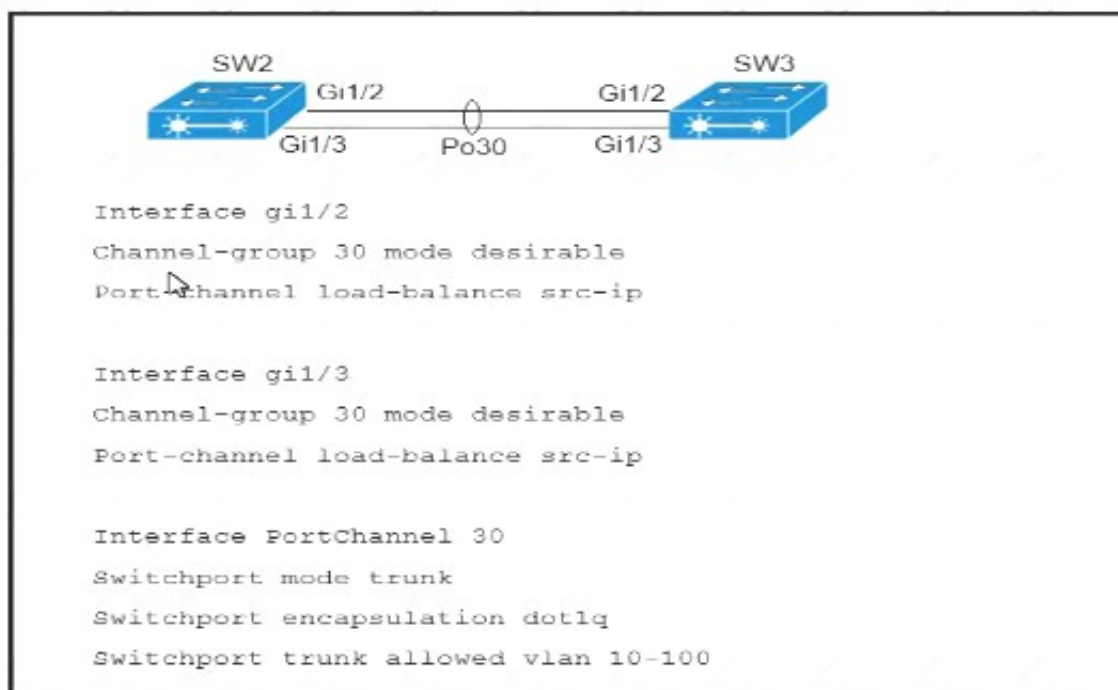 SW2 SW3
Gi1/2 Gi1/2
Gi1/3 Po30 Gi1/3
Interface gi1/2
Channel-group 30 mode desirable
Port-channel load-balance src-ip
Interface gi1/3
Channel-group 30 mode desirable
Port-channel load-balance src-ip
Interface PortChannel 30
Switchport mode trunk
Switchport encapsulation dot1q
Switchport trunk allowed vlan 10-100